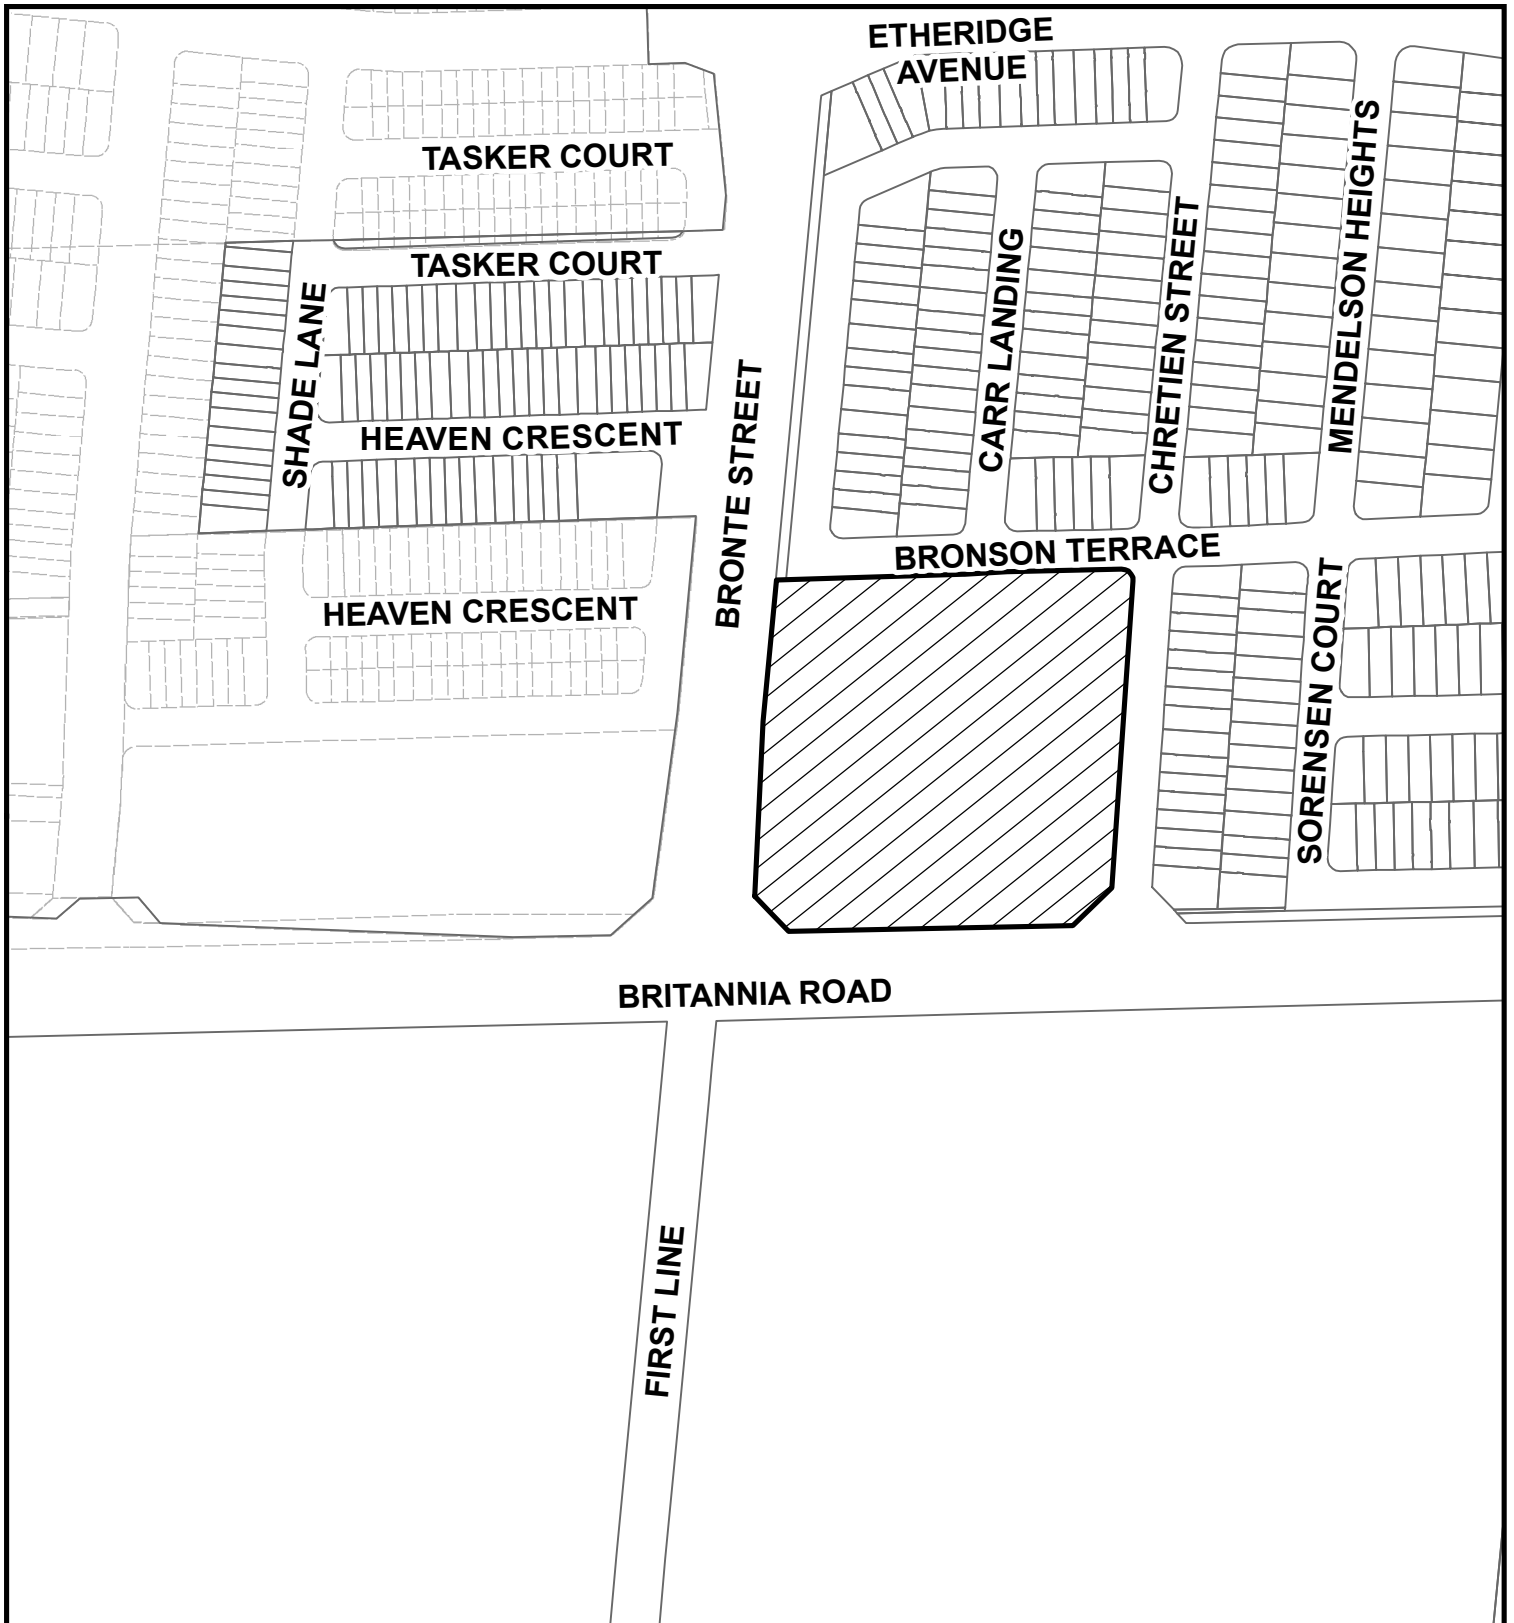 ETHERIDGE
AVENUE
TASKER COURT
TASKER COURT
SHADE LANE
HEAVEN CRESCENT
HEAVEN CRESCENT
BRONTE STREET
CARR LANDING
CHRETIEN STREET
MENDELSON HEIGHTS
BRONSON TERRACE
SORENSEN COURT
BRITANNIA ROAD
FIRST LINE